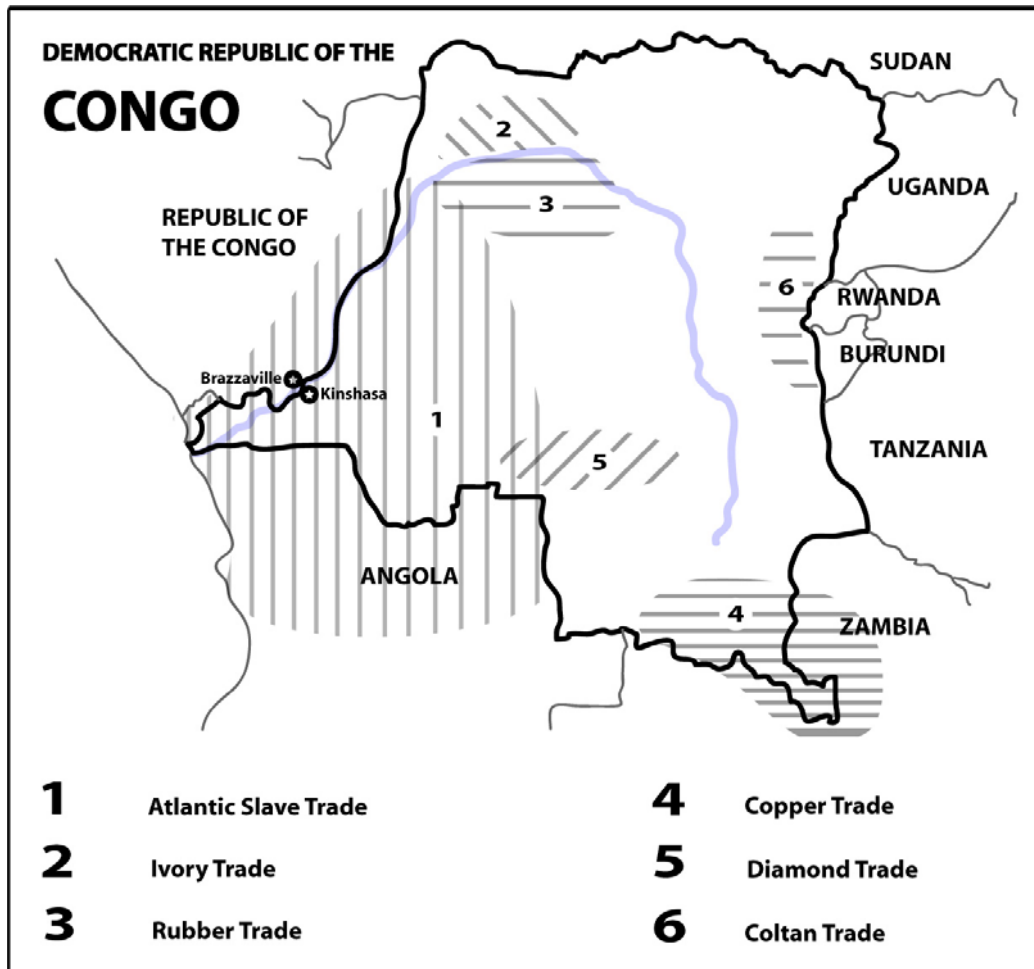 DEMOCRATIC REPUBLIC OF THE
CONGO
SUDAN
2
UGANDA
REPUBLIC OF
THE CONGO
3
6
RWANDA
BURUNDI
Brazzaville
Kinshasa
1
TANZANIA
5
ANGOLA
4
ZAMBIA
1 Atlantic Slave Trade
2 Ivory Trade
3 Rubber Trade
4 Copper Trade
5 Diamond Trade
6 Coltan Trade